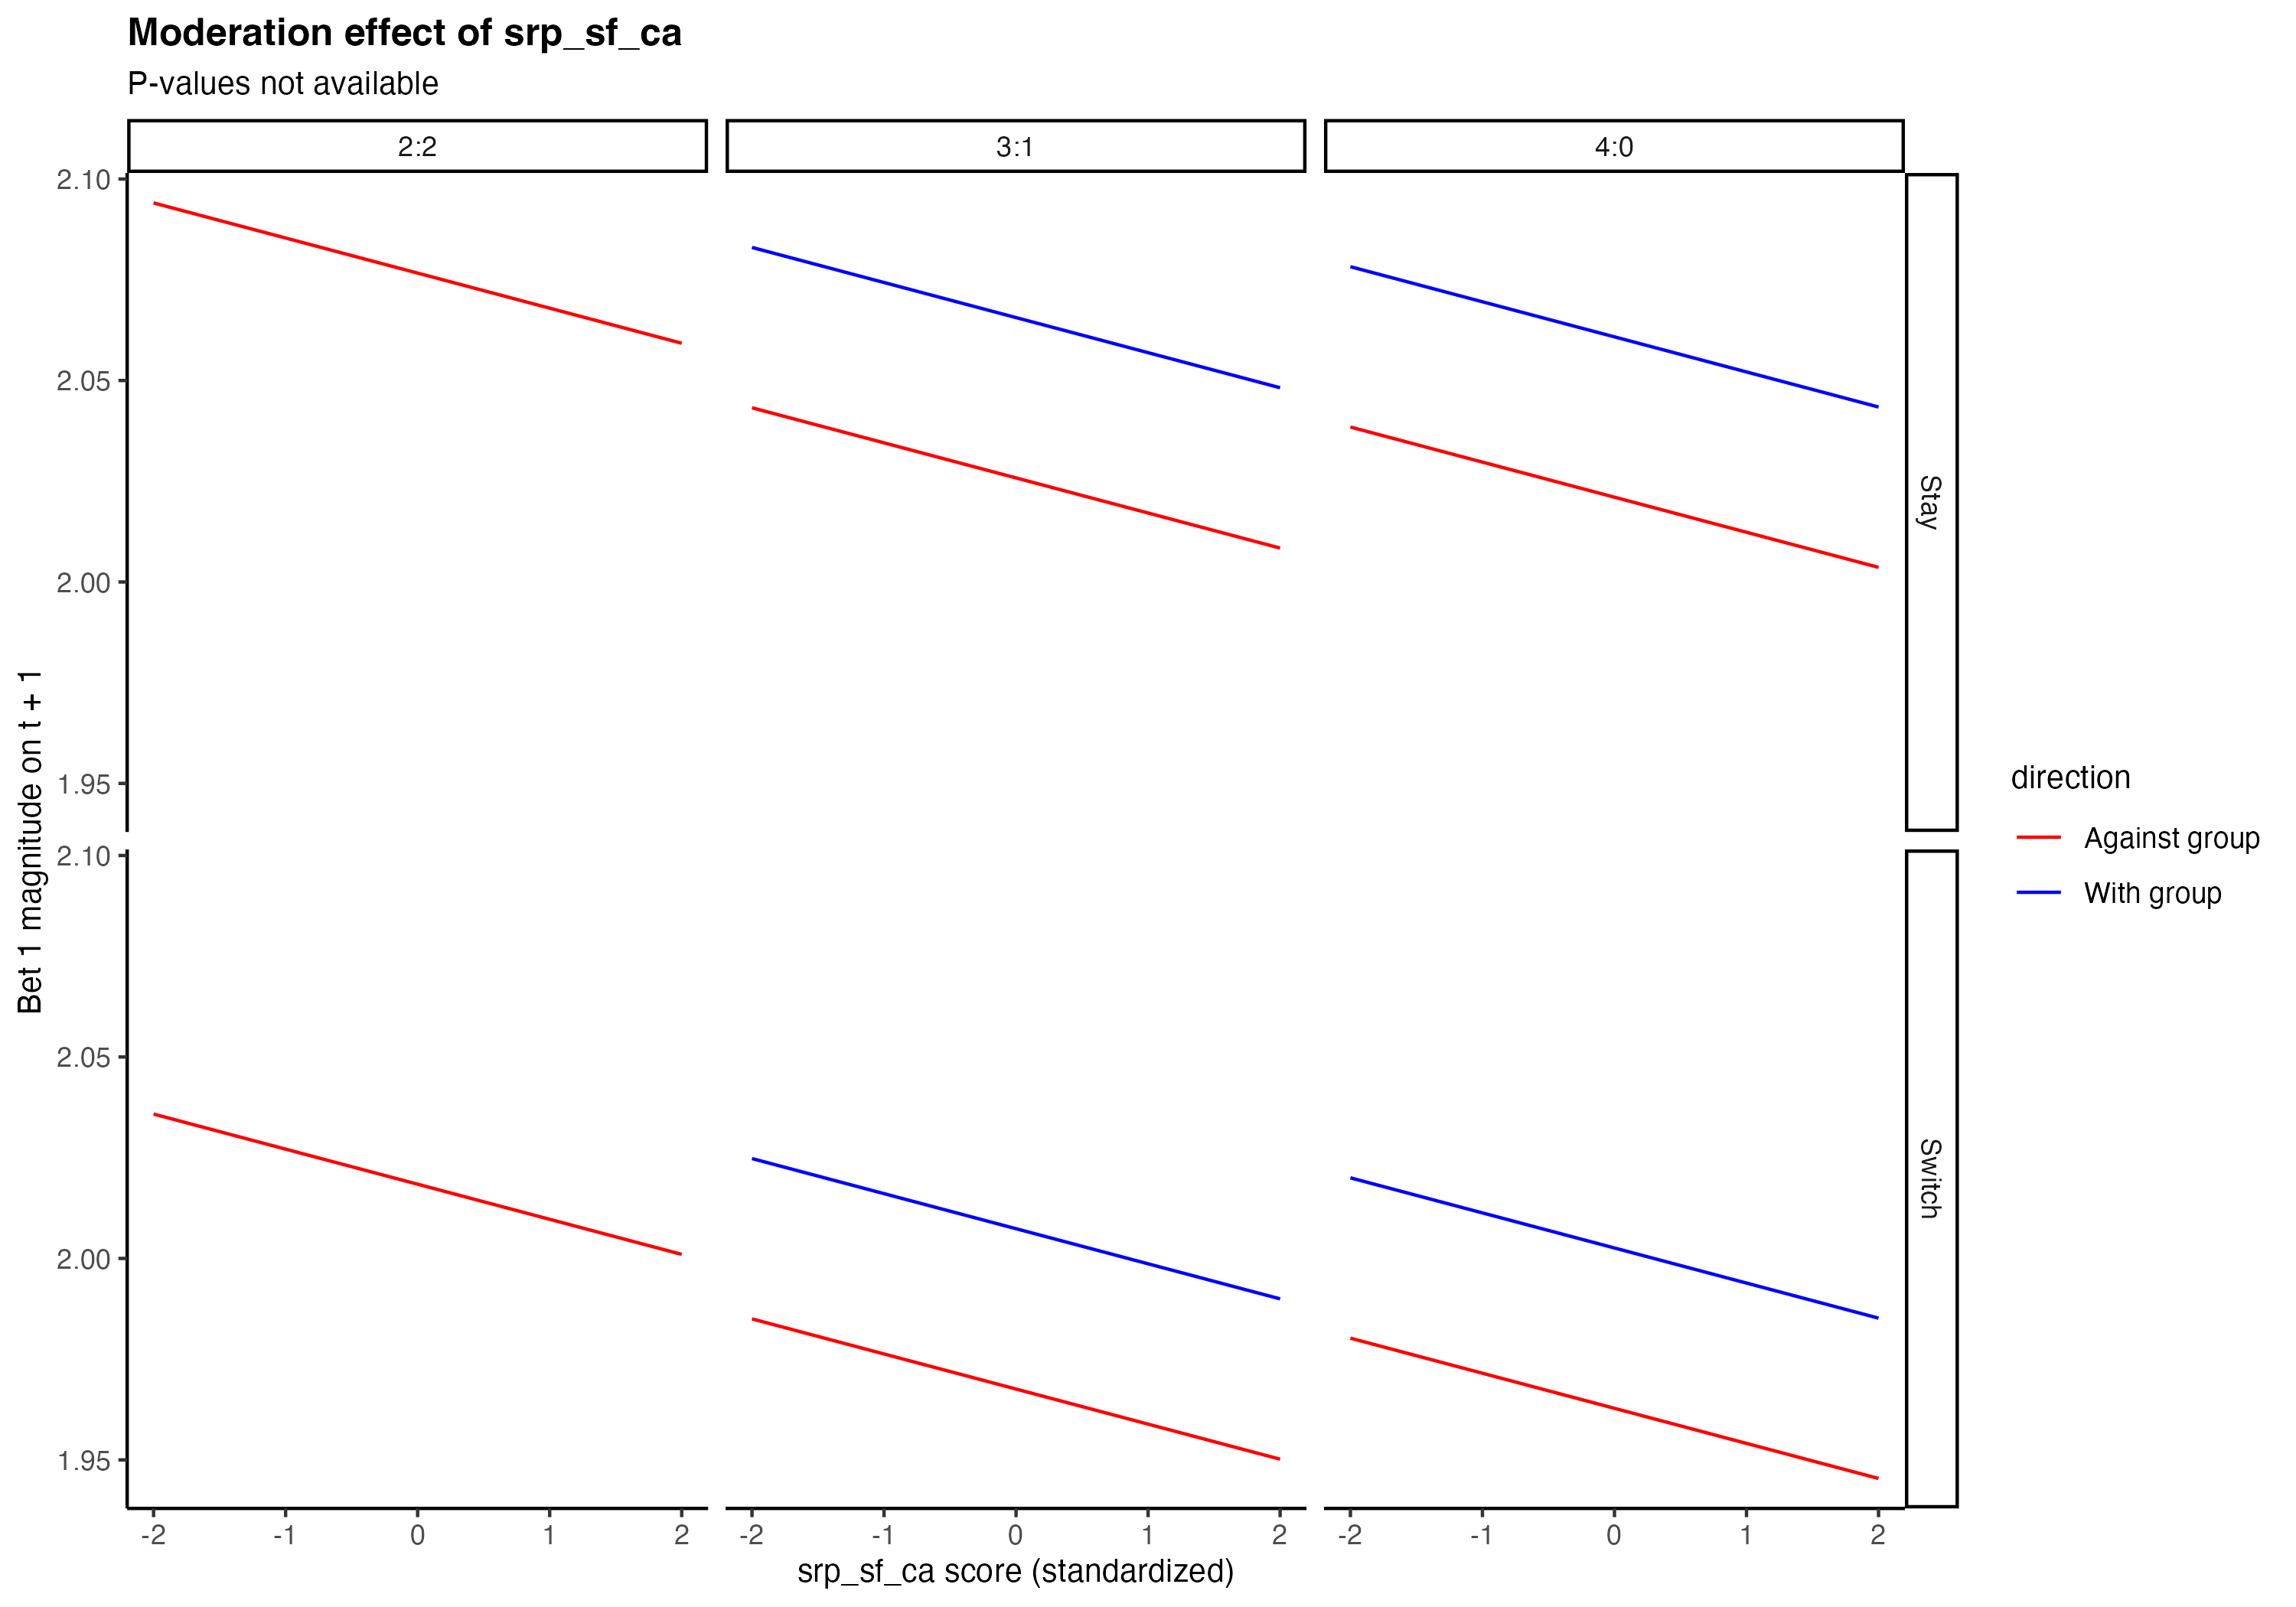 Moderation effect of srp_sf_ca
P-values not available
2:2 3:1 4:0
2.10
2.05
2.00
1.95
Stay
2.10
2.05
2.00
1.95
Switch
Bet 1 magnitude on t + 1
-2 -1 0 1 2 -2 -1 0 1 2 -2 -1 0 1 2
srp_sf_ca score (standardized)
direction
Against group
With group